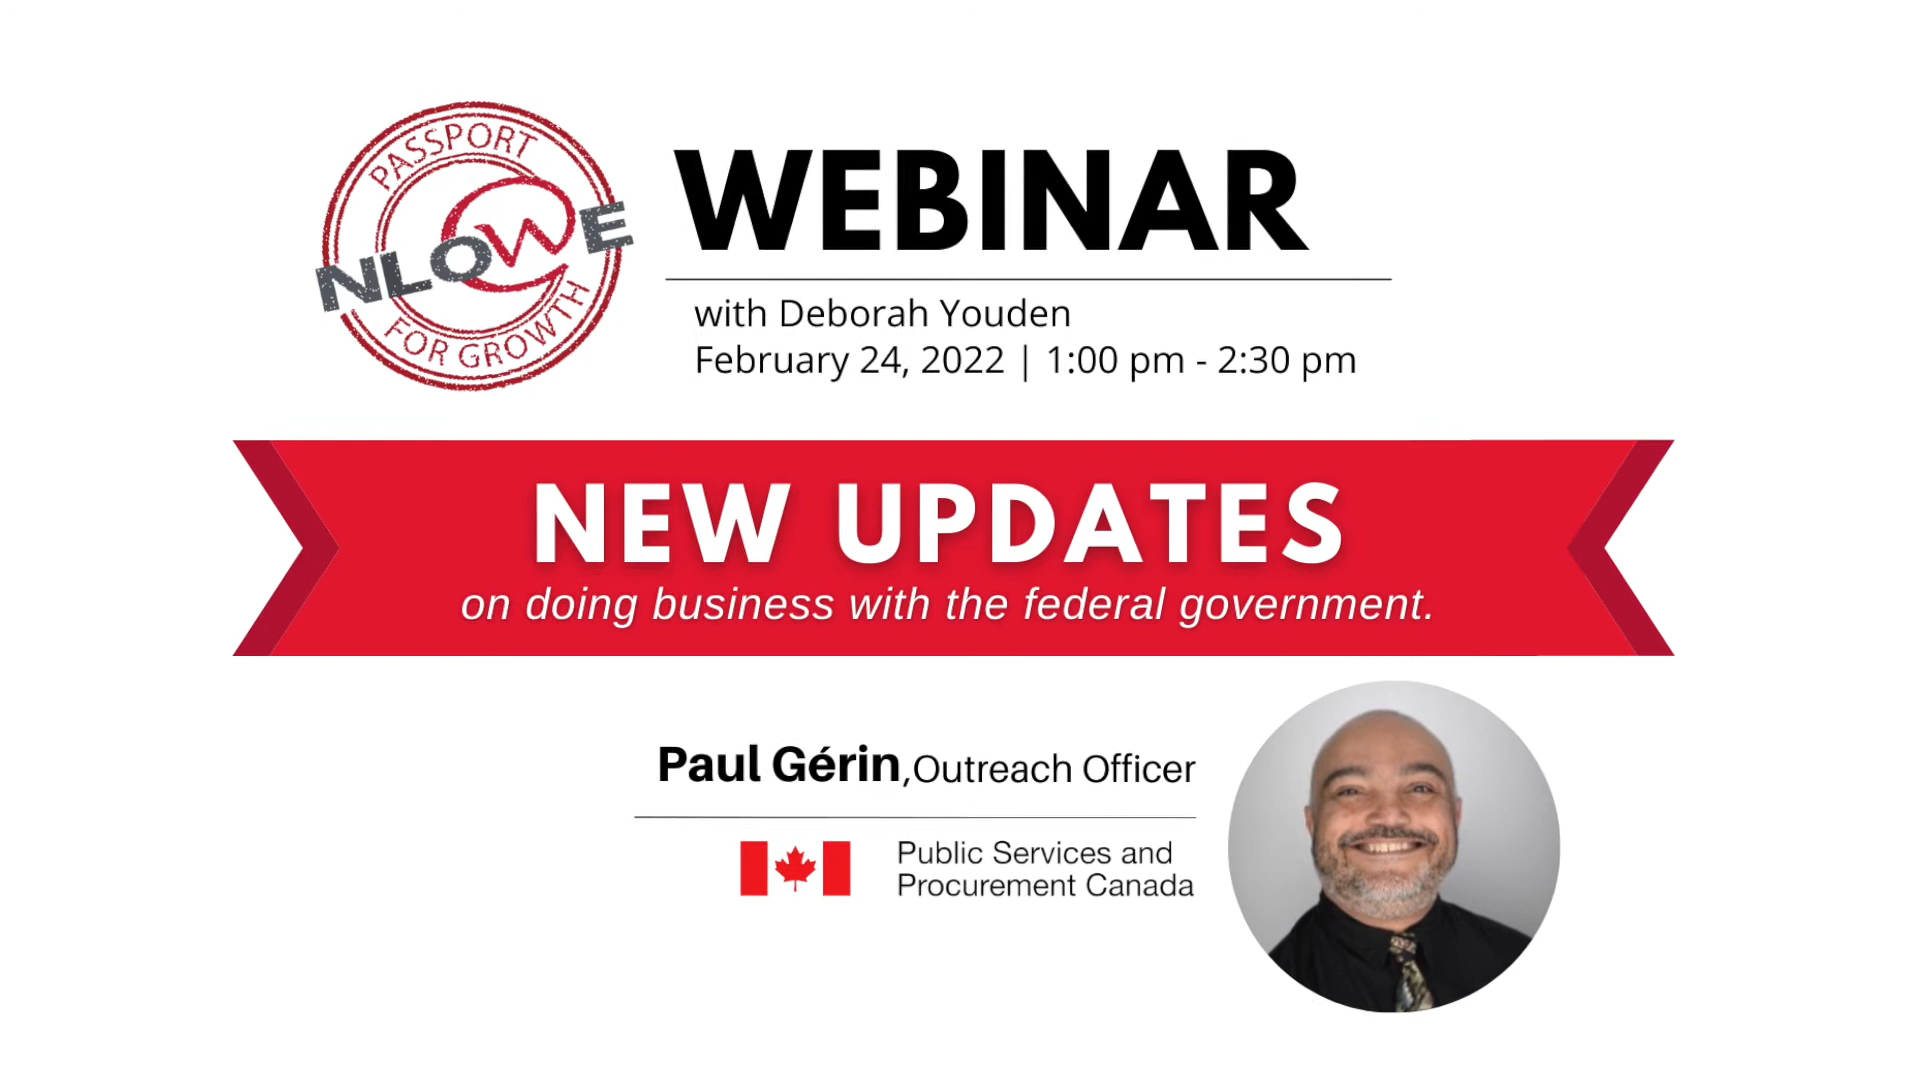 PASSPORT
NLOWE
FOR GROWTH
WEBINAR
with Deborah Youden
February 24, 2022 | 1:00 pm - 2:30 pm
NEW UPDATES
on doing business with the federal government.
Paul Gérin,Outreach Officer
Public Services and
Procurement Canada